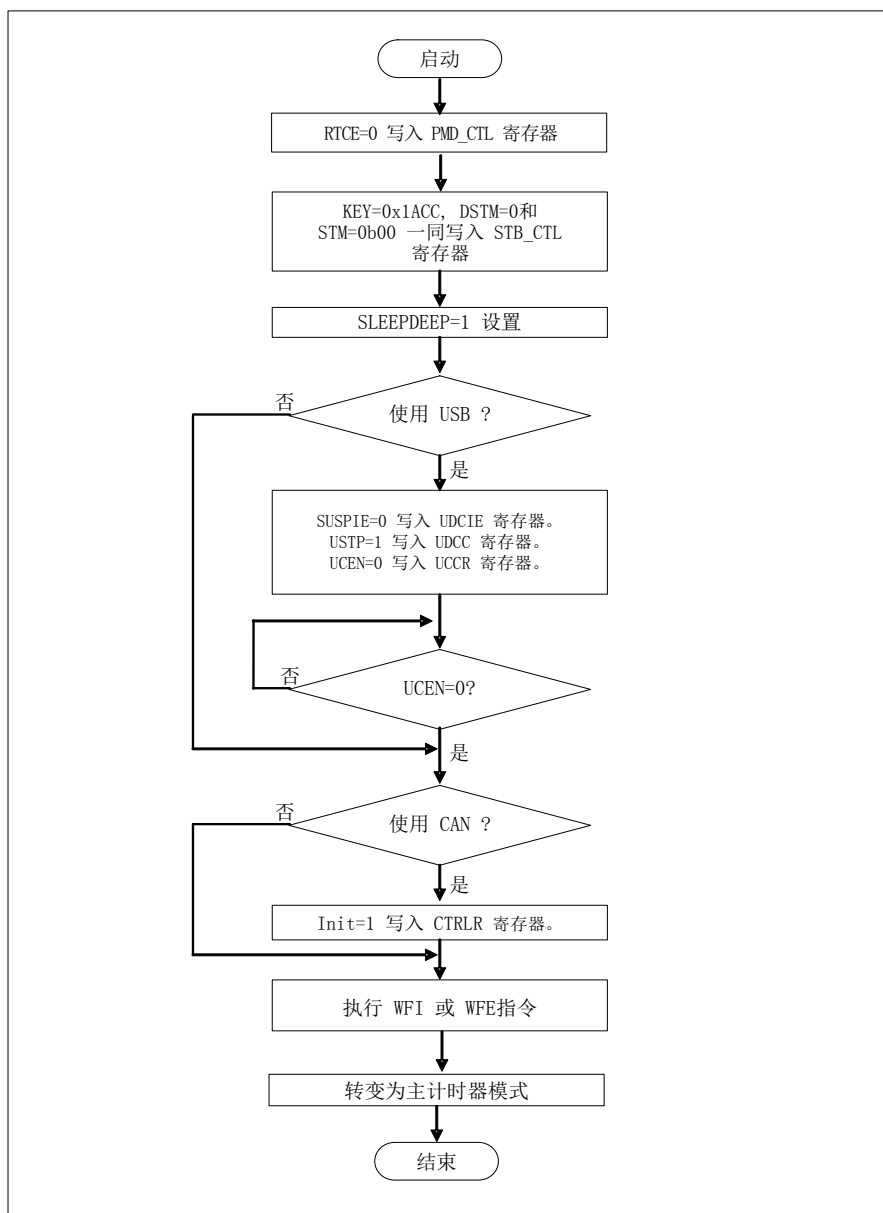 启动
RTCE=0 写入 PMD_CTL 寄存器
KEY=0x1ACC, DSTM=0和
STM=0b00 一同写入 STB_CTL
寄存器
SLEEPDEEP=1 设置
否
使用 USB ?
是
SUSPIE=0 写入 UDCIE 寄存器。
USTP=1 写入 UDCC 寄存器。
UCEN=0 写入 UCCR 寄存器。
否
UCEN=0?
是
否
使用 CAN ?
是
Init=1 写入 CTRLR 寄存器。
执行 WFI 或 WFE指令
转变为主计时器模式
结束